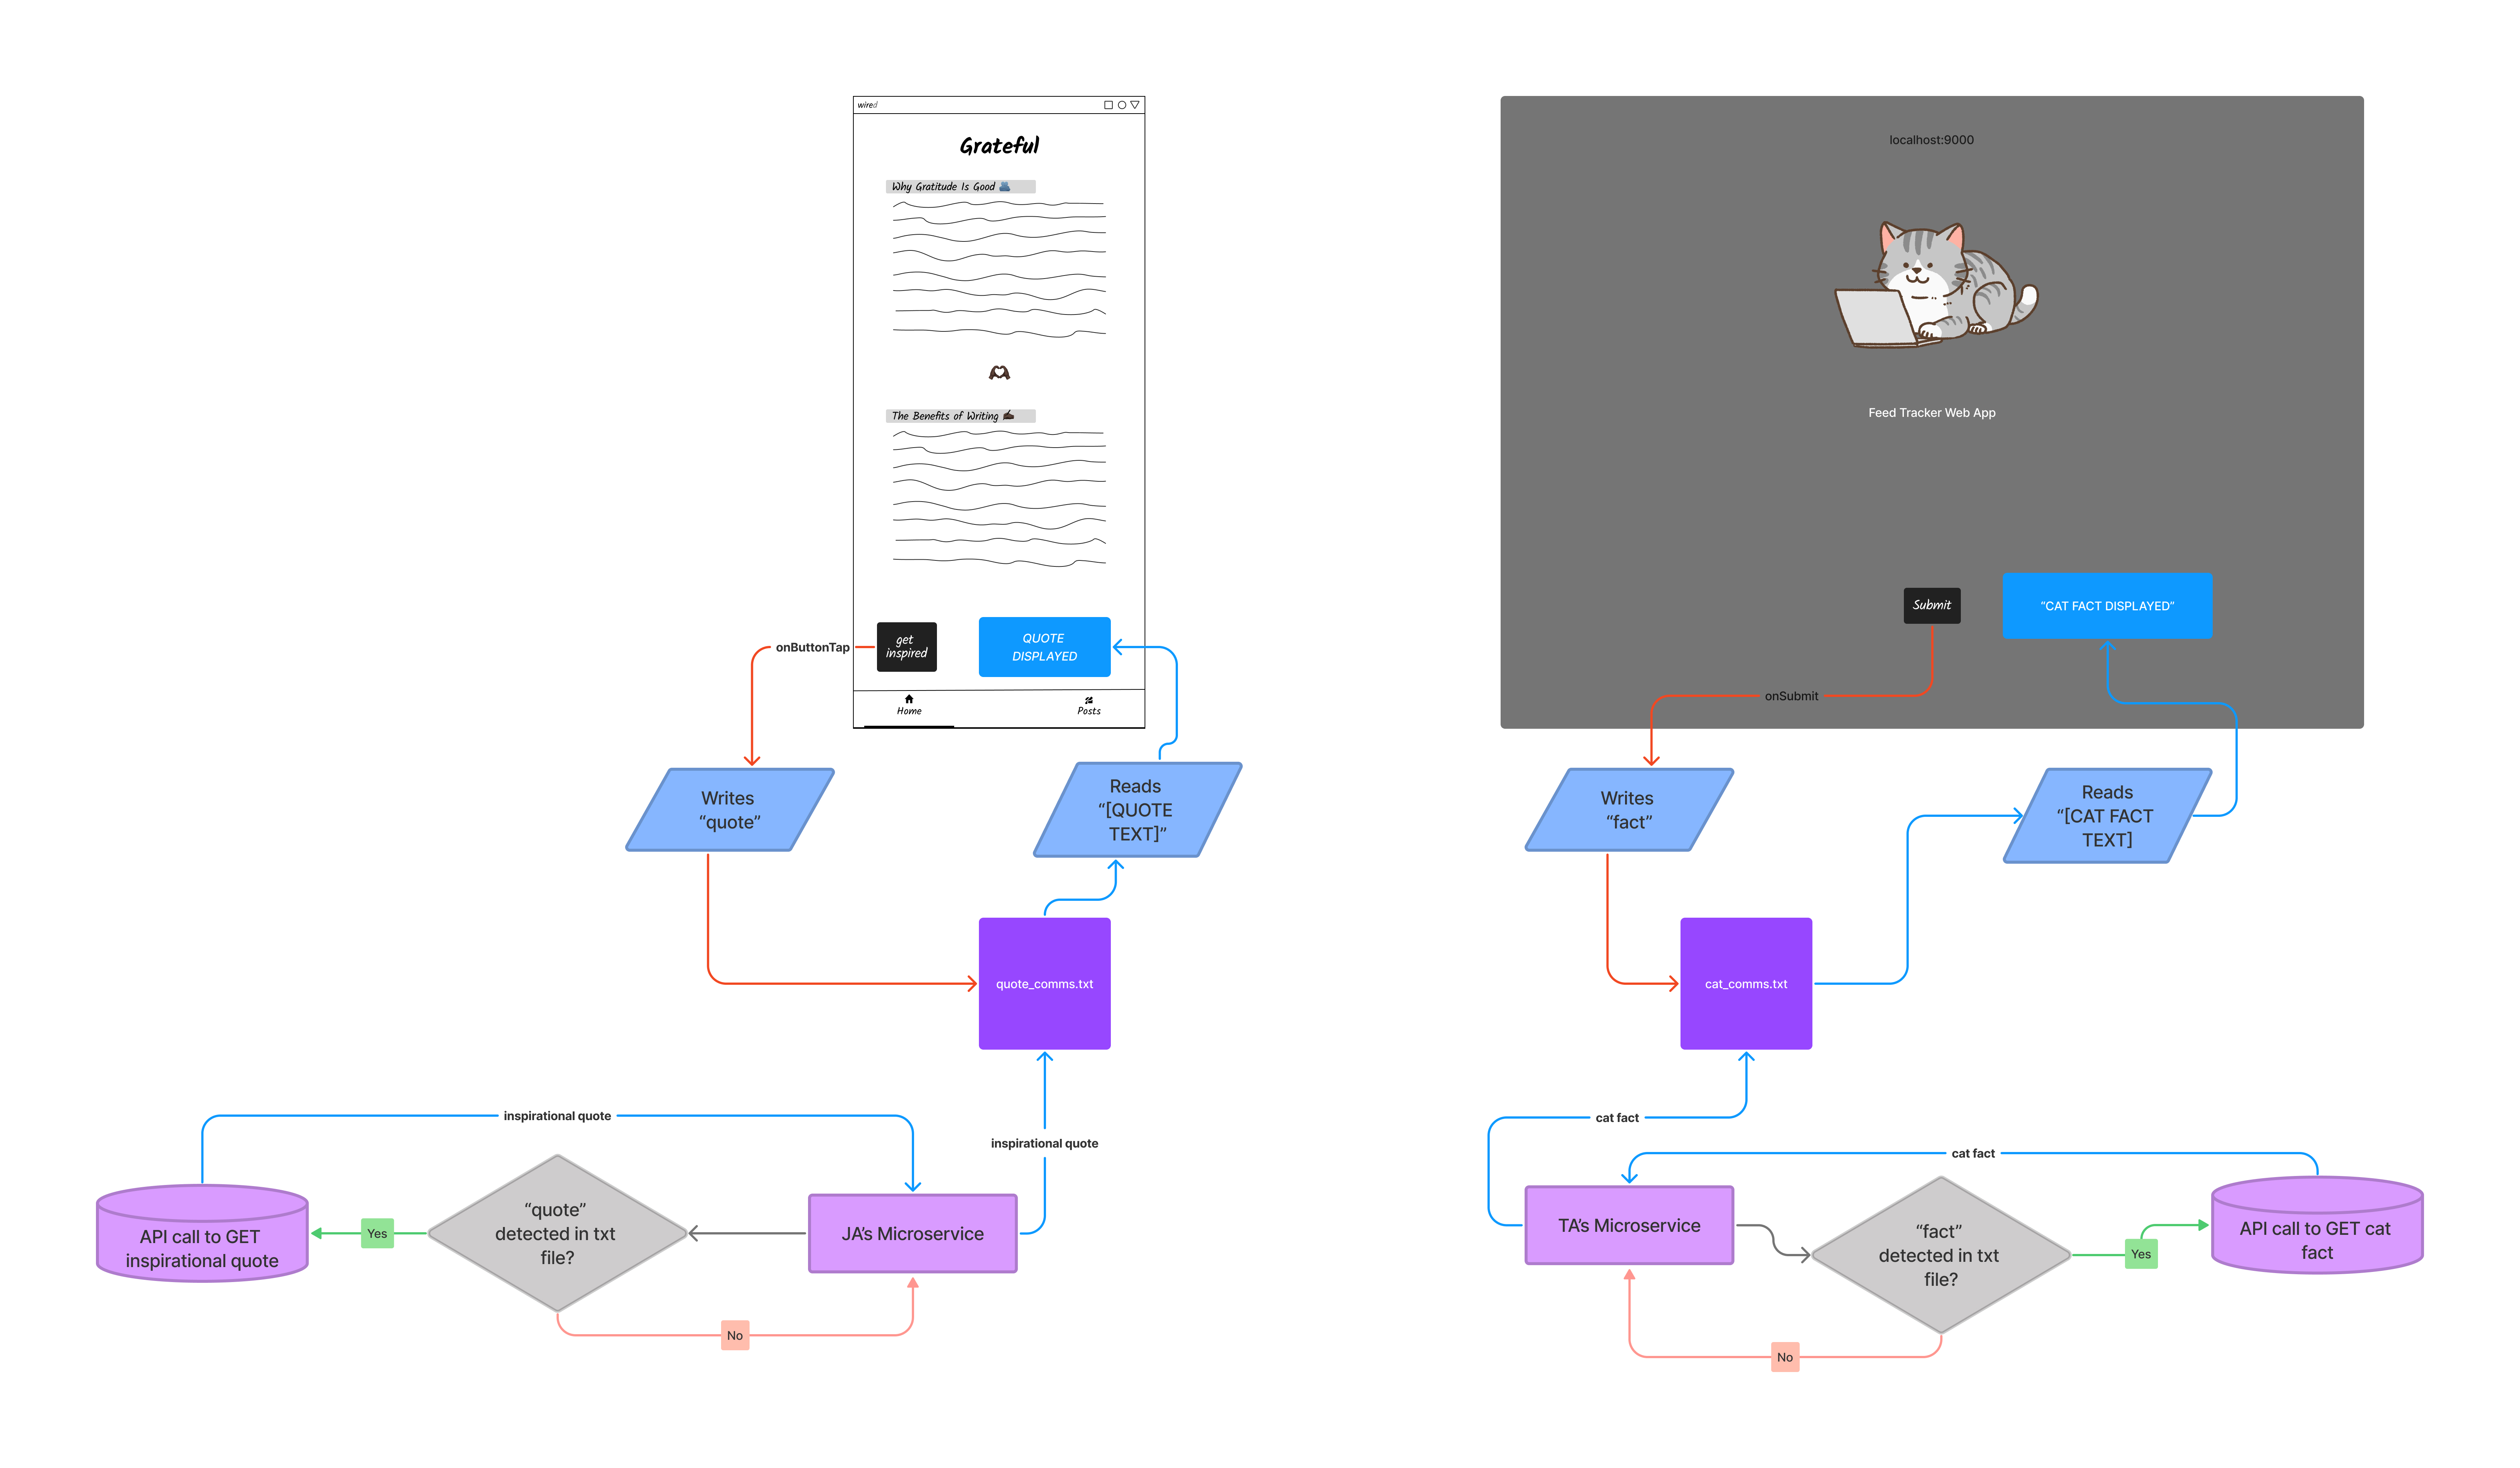 wired
Grateful
Why Gratitude Is Good
The Benefits of Writing
get
inspired
QUOTE
DISPLAYED
onButtonTap
Home
Posts
Writes
“quote”
Reads
“[QUOTE
TEXT]”
quote_comms.txt
inspirational quote
inspirational quote
API call to GET
inspirational quote
Yes
“quote”
detected in txt
file?
JA’s Microservice
No
localhost:9000
Feed Tracker Web App
Submit
“CAT FACT DISPLAYED”
onSubmit
Writes
“fact”
Reads
“[CAT FACT
TEXT]
cat_comms.txt
cat fact
cat fact
TA’s Microservice
“fact”
detected in txt
file?
Yes
API call to GET cat
fact
No